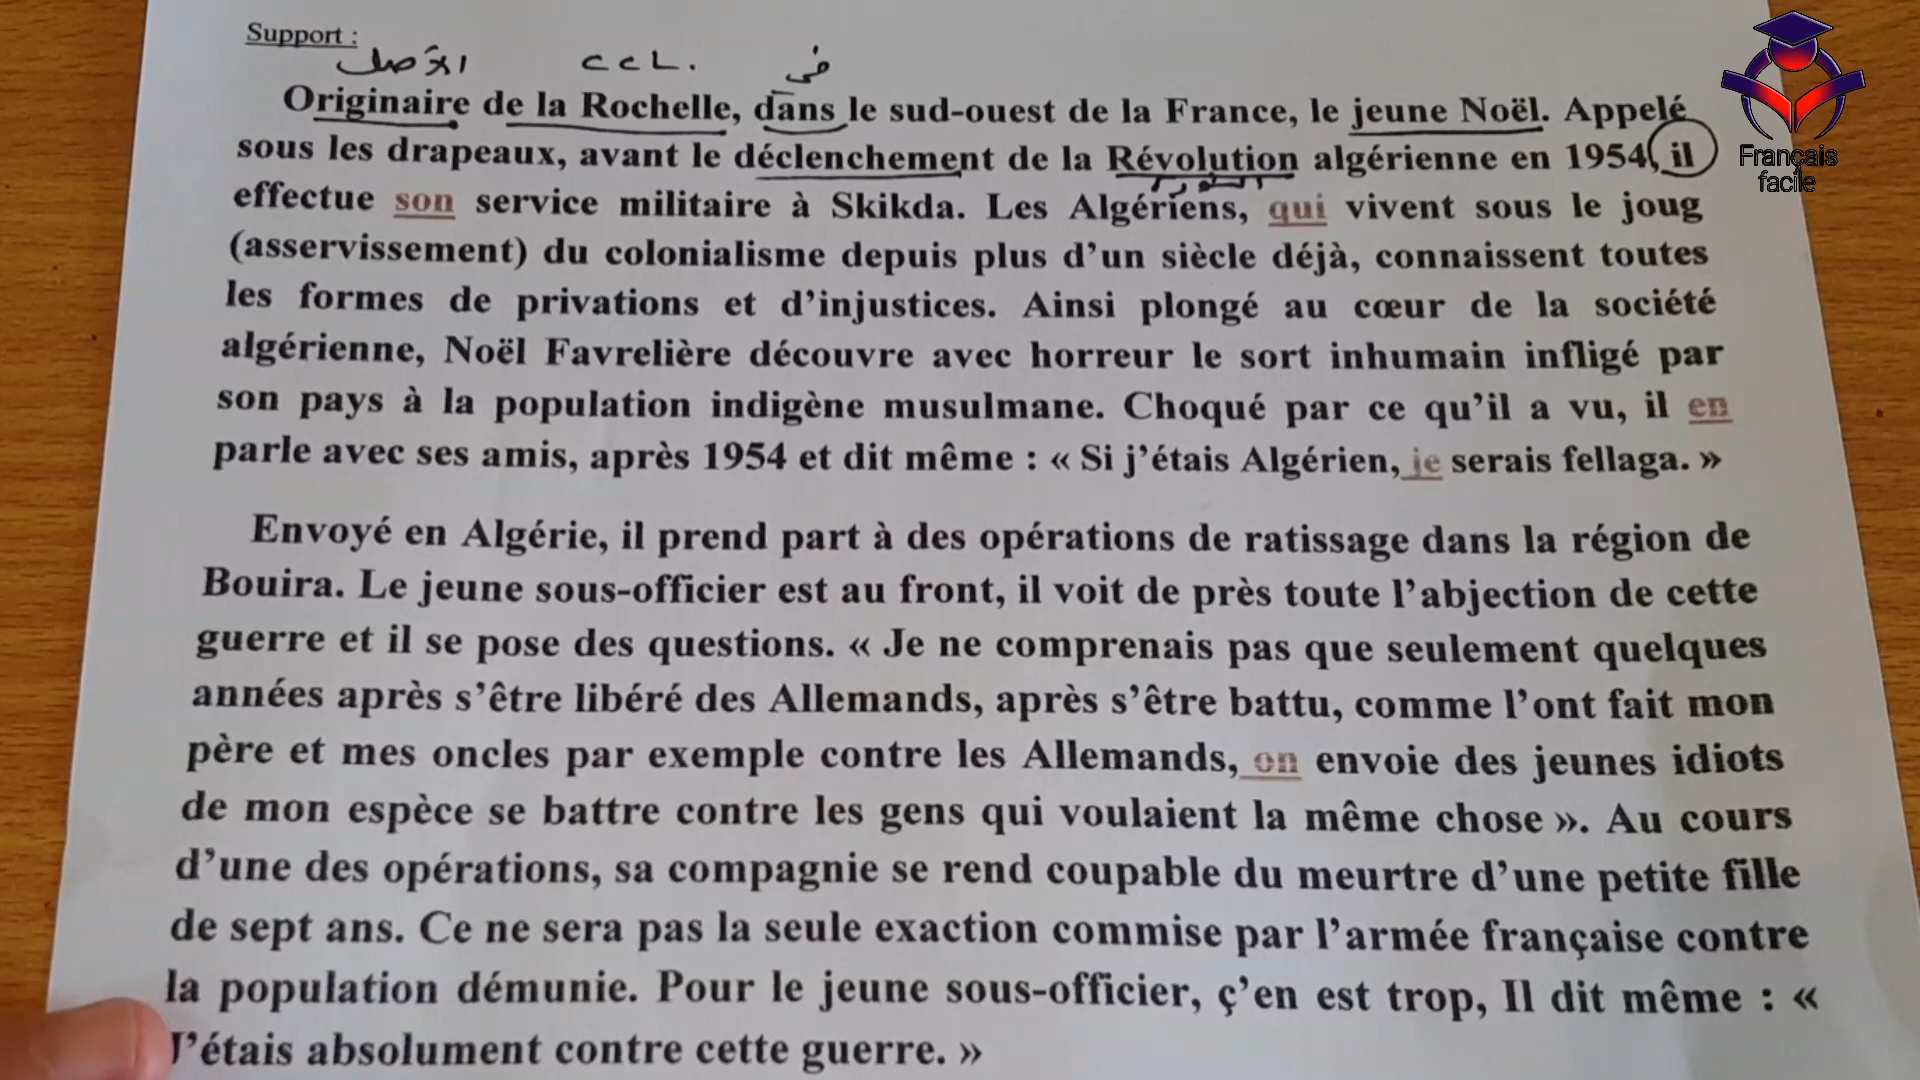 Support :
الأصل c c L. في
Originaire de la Rochelle, dans le sud-ouest de la France, le jeune Noël. Appelé
sous les drapeaux, avant le déclenchement de la Révolution algérienne en 1954, il
effectue son service militaire à Skikda. Les Algériens, qui vivent sous le joug
(asservissement) du colonialisme depuis plus d’un siècle déjà, connaissent toutes
les formes de privations et d’injustices. Ainsi plongé au cœur de la société
algérienne, Noël Favrelière découvre avec horreur le sort inhumain infligé par
son pays à la population indigène musulmane. Choqué par ce qu’il a vu, il en
parle avec ses amis, après 1954 et dit même : « Si j’étais Algérien, je serais fellaga. »
Envoyé en Algérie, il prend part à des opérations de ratissage dans la région de
Bouira. Le jeune sous-officier est au front, il voit de près toute l’abjection de cette
guerre et il se pose des questions. « Je ne comprenais pas que seulement quelques
années après s’être libéré des Allemands, après s’être battu, comme l’ont fait mon
père et mes oncles par exemple contre les Allemands, on envoie des jeunes idiots
de mon espèce se battre contre les gens qui voulaient la même chose ». Au cours
d’une des opérations, sa compagnie se rend coupable du meurtre d’une petite fille
de sept ans. Ce ne sera pas la seule exaction commise par l’armée française contre
la population démunie. Pour le jeune sous-officier, ç’en est trop, Il dit même : «
J’étais absolument contre cette guerre. »
Français
facile